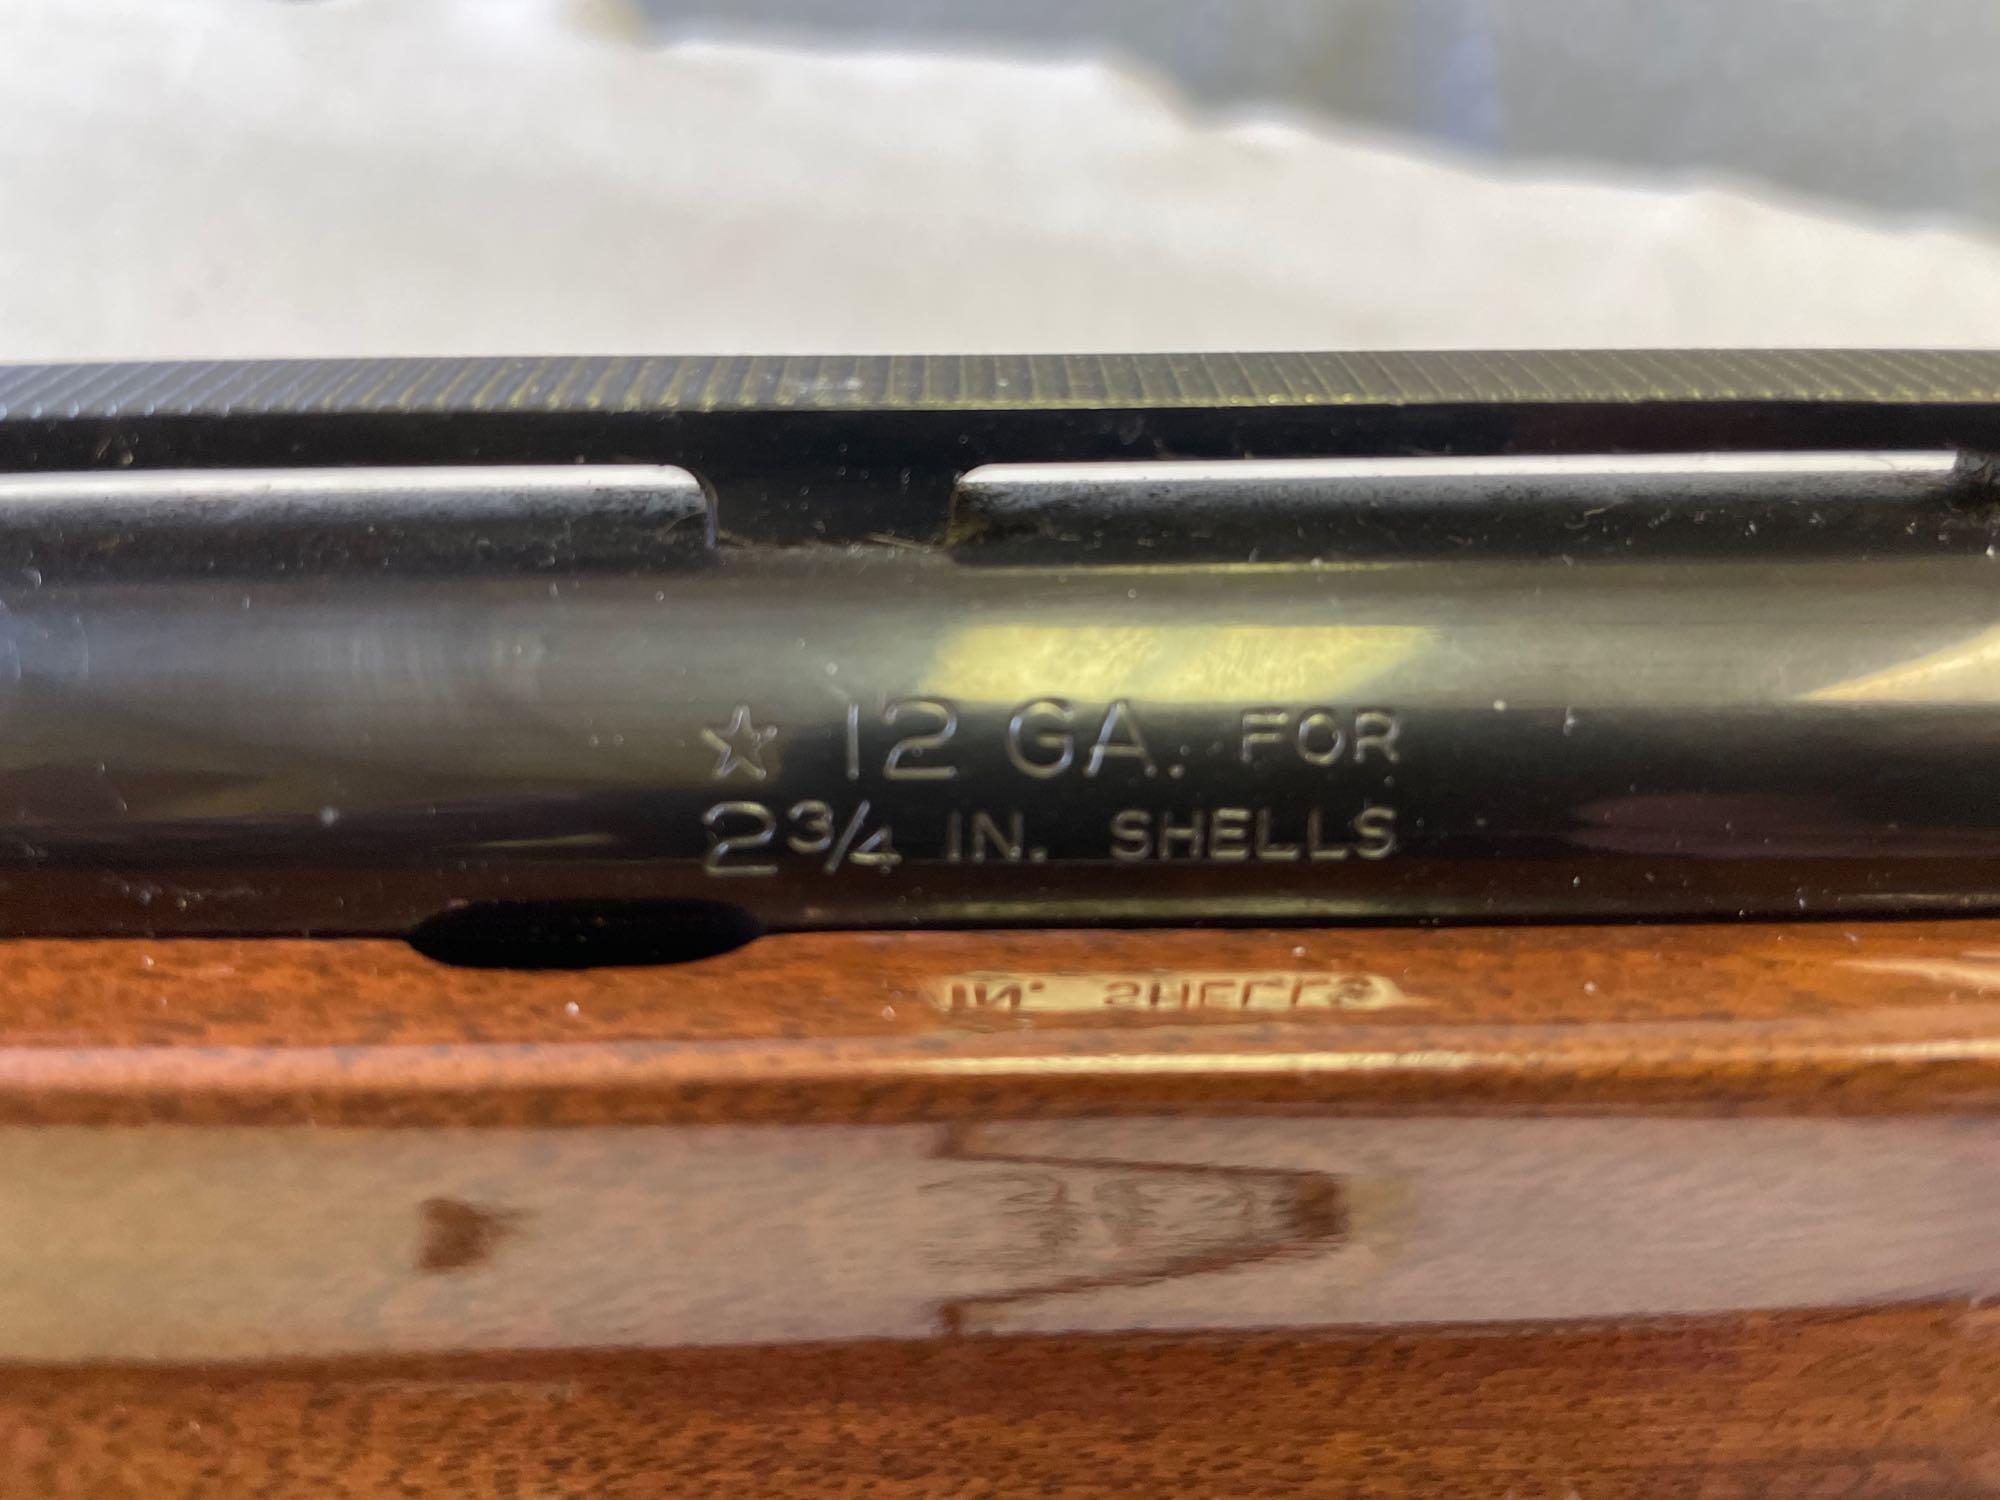 ☆ 12 GA. FOR
2¾ IN. SHELLS